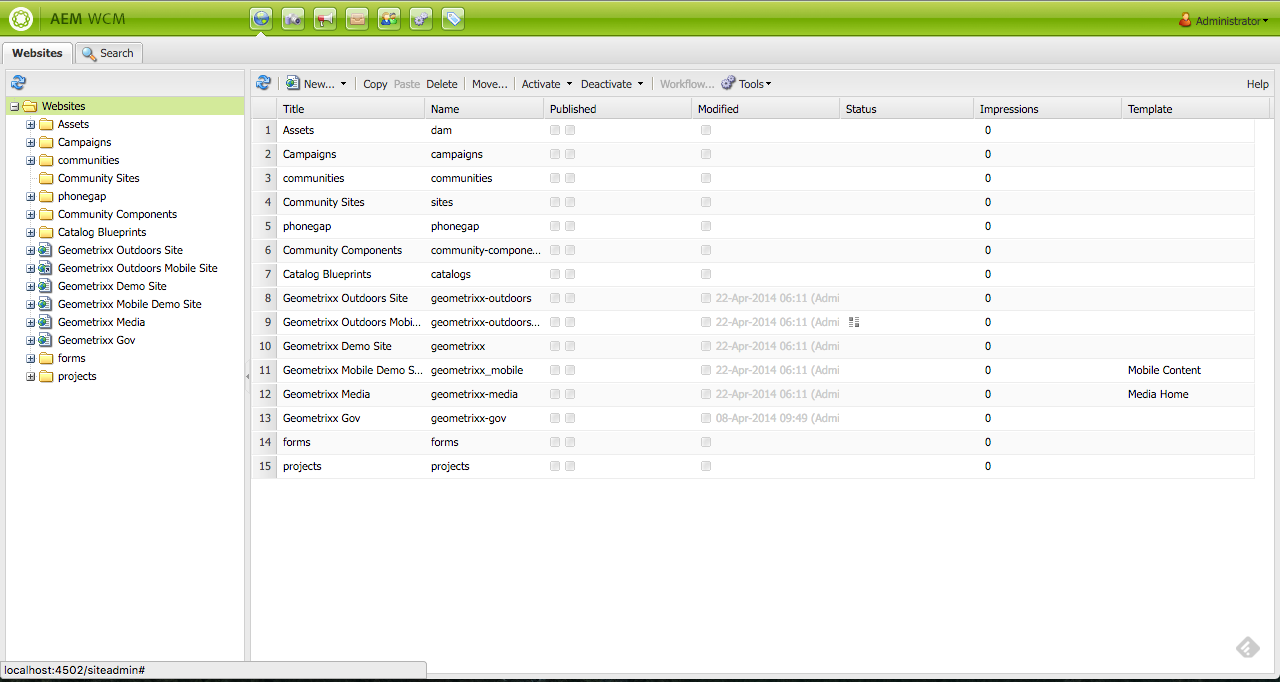 AEM WCM Administrator
Websites Search
New... Copy Paste Delete Move... Activate Deactivate Workflow... Tools Help
Websites
Assets
Campaigns
communities
Community Sites
phonegap
Community Components
Catalog Blueprints
Geometrixx Outdoors Site
Geometrixx Outdoors Mobile Site
Geometrixx Demo Site
Geometrixx Mobile Demo Site
Geometrixx Media
Geometrixx Gov
forms
projects
Title Name Published Modified Status Impressions Template
1 Assets dam 0
2 Campaigns campaigns 0
3 communities communities 0
4 Community Sites sites 0
5 phonegap phonegap 0
6 Community Components community-compone... 0
7 Catalog Blueprints catalogs 0
8 Geometrixx Outdoors Site geometrixx-outdoors 22-Apr-2014 06:11 (Admi 0
9 Geometrixx Outdoors Mobi... geometrixx-outdoors... 22-Apr-2014 06:11 (Admi 0
10 Geometrixx Demo Site geometrixx 22-Apr-2014 06:11 (Admi 0
11 Geometrixx Mobile Demo S... geometrixx_mobile 22-Apr-2014 06:11 (Admi 0 Mobile Content
12 Geometrixx Media geometrixx-media 22-Apr-2014 06:11 (Admi 0 Media Home
13 Geometrixx Gov geometrixx-gov 08-Apr-2014 09:49 (Admi 0
14 forms forms 0
15 projects projects 0
localhost:4502/siteadmin#